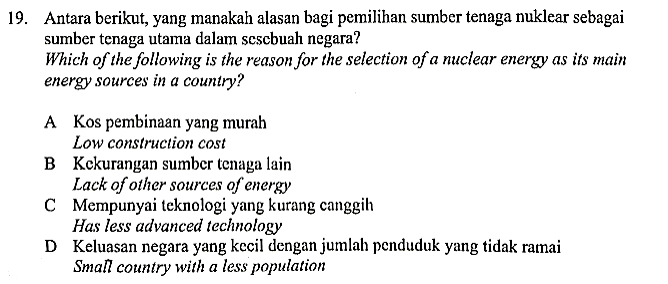 19. Antara berikut, yang manakah alasan bagi pemilihan sumber tenaga nuklear sebagai
sumber tenaga utama dalam sesebuah negara?
Which of the following is the reason for the selection of a nuclear energy as its main
energy sources in a country?
A Kos pembinaan yang murah
Low construction cost
B Kekurangan sumber tenaga lain
Lack of other sources of energy
C Mempunyai teknologi yang kurang canggih
Has less advanced technology
D Keluasan negara yang kecil dengan jumlah penduduk yang tidak ramai
Small country with a less population